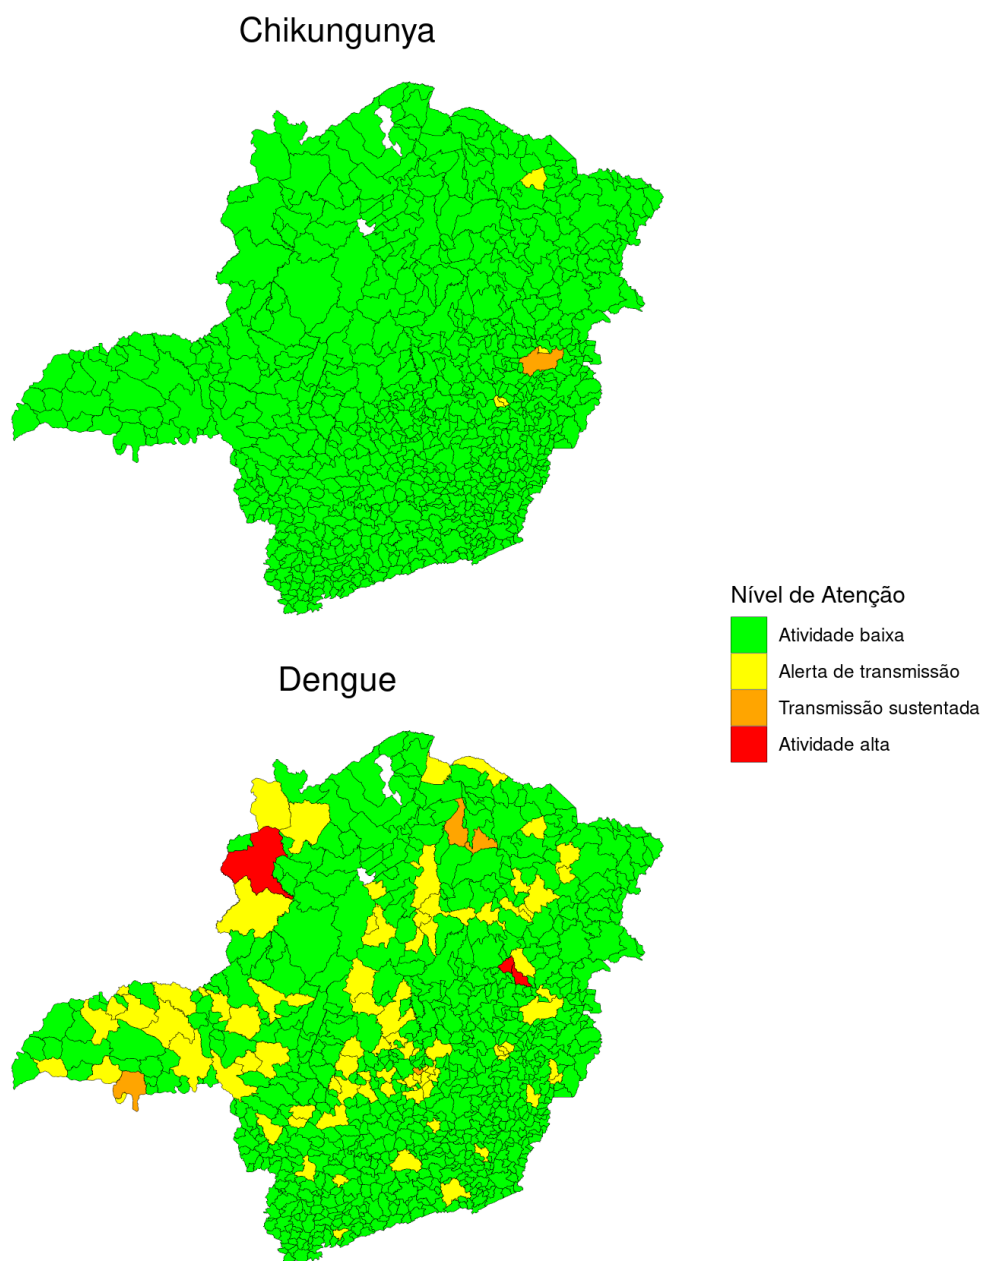 Chikungunya
Nível de Atenção
Atividade baixa
Alerta de transmissão
Transmissão sustentada
Atividade alta
Dengue